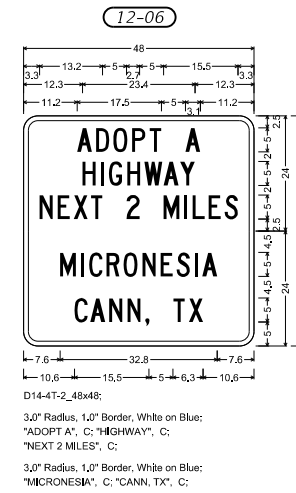 12-06
48
3.3 13.2 5 2.7 5 15.5 3.3
12.3 23.4 12.3
11.2 17.5 5 3.1 11.2
ADOPT A
HIGHWAY
NEXT 2 MILES
MICRONESIA
CANN, TX
2.5 5 2 5 2 5 2.5
24
4.5 5 4.5 5 5
24
7.6 32.8 7.6
10.6 15.5 5 6.3 10.6
D14-4T-2_48x48;
3.0" Radius, 1.0" Border, White on Blue;
"ADOPT A", C; "HIGHWAY", C;
"NEXT 2 MILES", C;
3.0" Radius, 1.0" Border, White on Blue;
"MICRONESIA", C; "CANN, TX", C;